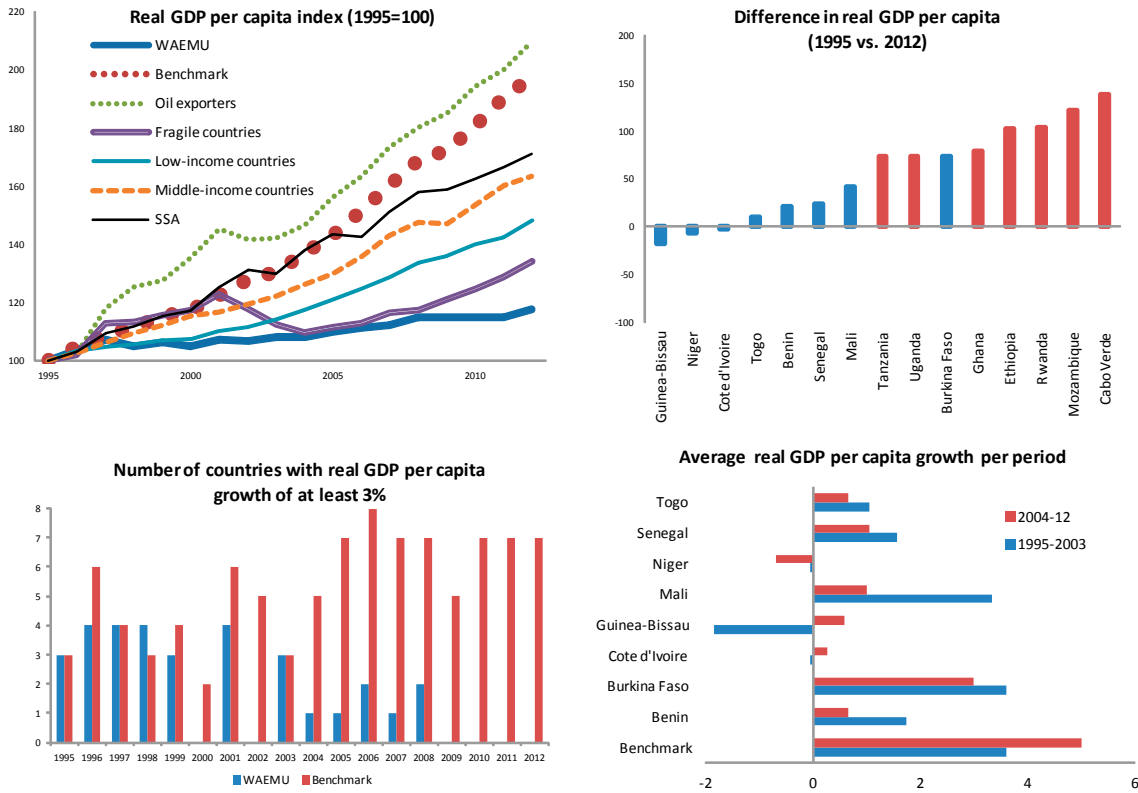 Real GDP per capita index (1995=100)
220
200
180
160
140
120
100
WAEMU
Benchmark
Oil exporters
Fragile countries
Low-income countries
Middle-income countries
SSA
1995
2000
2005
2010
Difference in real GDP per capita
(1995 vs. 2012)
200
150
100
50
0
-50
-100
Guinea-Bissau
Niger
Cote d'Ivoire
Togo
Benin
Senegal
Mali
Tanzania
Uganda
Burkina Faso
Ghana
Ethiopia
Rwanda
Mozambique
Cabo Verde
Number of countries with real GDP per capita
growth of at least 3%
8
7
6
5
4
3
2
1
0
1995 1996 1997 1998 1999 2000 2001 2002 2003 2004 2005 2006 2007 2008 2009 2010 2011 2012
WAEMU Benchmark
Average real GDP per capita growth per period
Togo
Senegal
Niger
Mali
Guinea-Bissau
Cote d'Ivoire
Burkina Faso
Benin
Benchmark
2004-12
1995-2003
-2 0 2 4 6